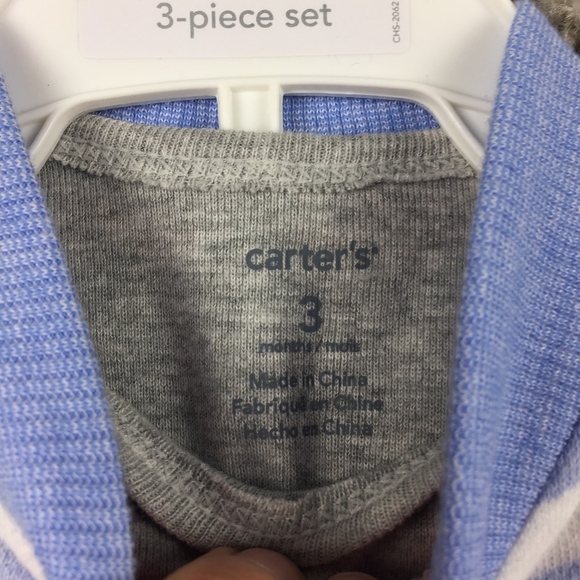 3-piece set
CHS-2062
carter's®
3
months/mois
Made in China
Fabriqué en Chine
Hecho en China